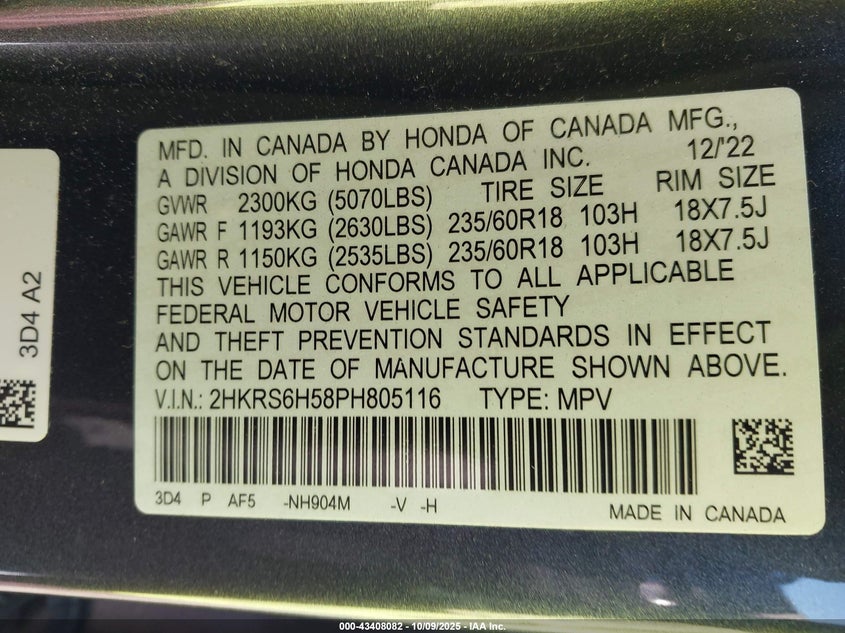 MFD. IN CANADA BY HONDA OF CANADA MFG.,
A DIVISION OF HONDA CANADA INC. 12/'22
GVWR 2300KG (5070LBS) TIRE SIZE RIM SIZE
GAWR F 1193KG (2630LBS) 235/60R18 103H 18X7.5J
GAWR R 1150KG (2535LBS) 235/60R18 103H 18X7.5J
THIS VEHICLE CONFORMS TO ALL APPLICABLE
FEDERAL MOTOR VEHICLE SAFETY
AND THEFT PREVENTION STANDARDS IN EFFECT
ON THE DATE OF MANUFACTURE SHOWN ABOVE.
V.I.N.: 2HKRS6H58PH805116 TYPE: MPV
3D4 P AF5 -NH904M -V -H
MADE IN CANADA
3D4 A2
000-43408082 - 10/09/2025 - IAA Inc.